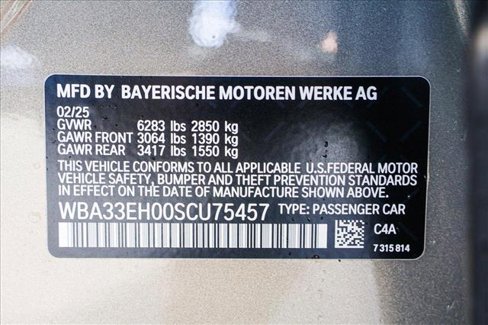 MFD BY BAYERISCHE MOTOREN WERKE AG
02/25
GVWR 6283 lbs 2850 kg
GAWR FRONT 3064 lbs 1390 kg
GAWR REAR 3417 lbs 1550 kg
THIS VEHICLE CONFORMS TO ALL APPLICABLE U.S.FEDERAL MOTOR
VEHICLE SAFETY, BUMPER AND THEFT PREVENTION STANDARDS
IN EFFECT ON THE DATE OF MANUFACTURE SHOWN ABOVE.
WBA33EH00SCU75457 TYPE: PASSENGER CAR
C4A
7 315 814